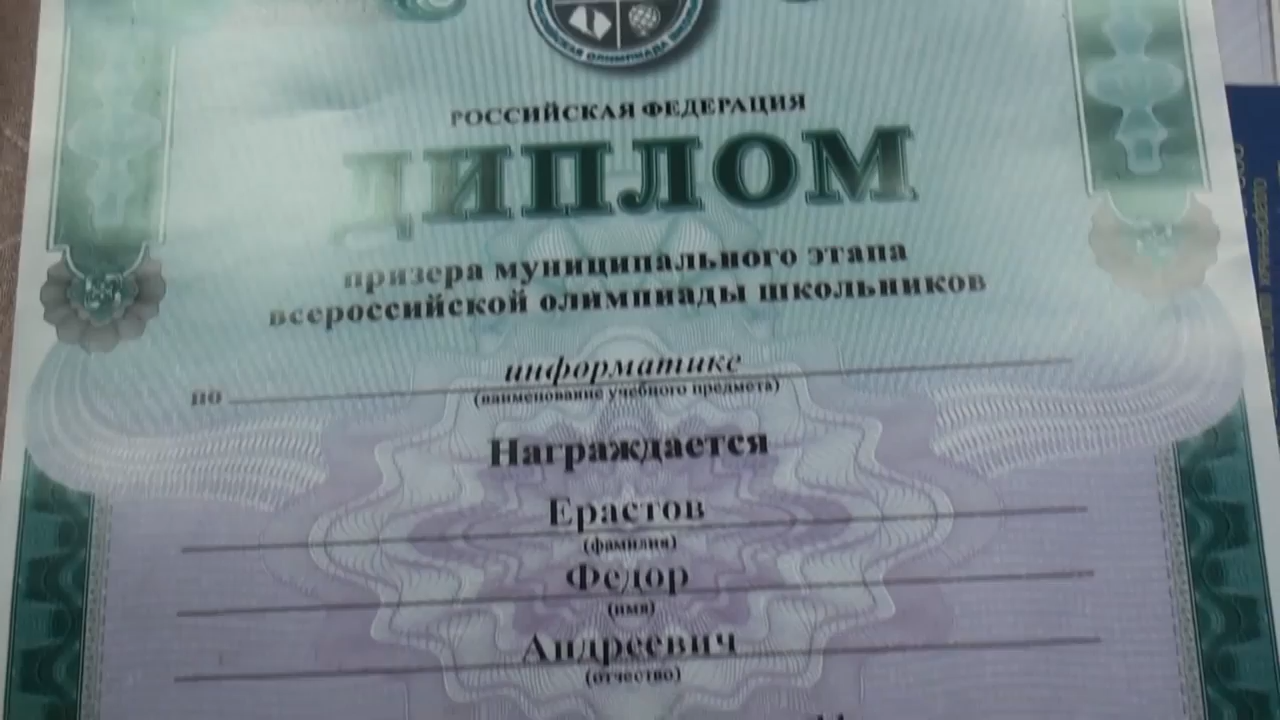 РОССИЙСКАЯ ФЕДЕРАЦИЯ
ДИПЛОМ
призера муниципального этапа
всероссийской олимпиады школьников
по информатике
(наименование учебного предмета)
Награждается
Ерастов
(фамилия)
Федор
(имя)
Андреевич
(отчество)